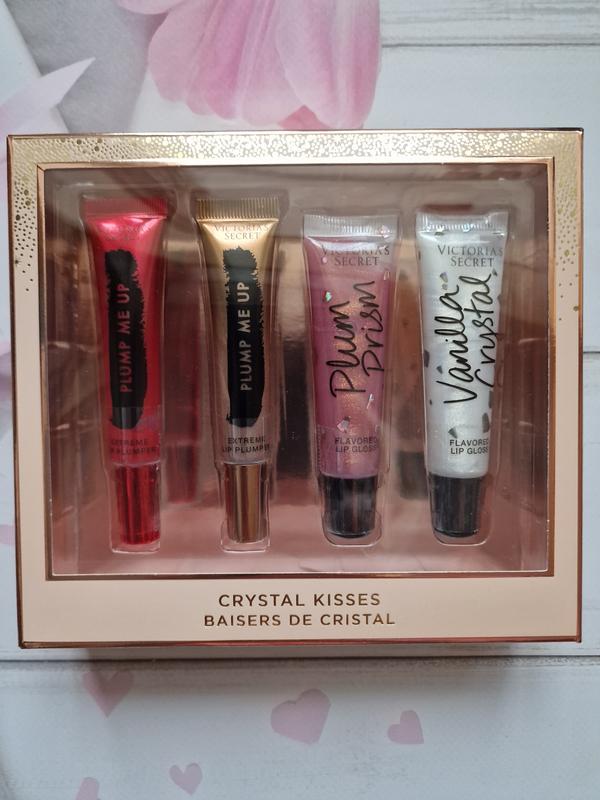 VICTORIA'S
SECRET
PLUMP ME UP
EXTREME
LIP PLUMPER
VICTORIA'S
SECRET
PLUMP ME UP
EXTREME
LIP PLUMPER
VICTORIA'S
SECRET
Plum
Prism
FLAVORED
LIP GLOSS
VICTORIA'S
SECRET
Vanilla
Crystal
FLAVORED
LIP GLOSS
CRYSTAL KISSES
BAISERS DE CRISTAL